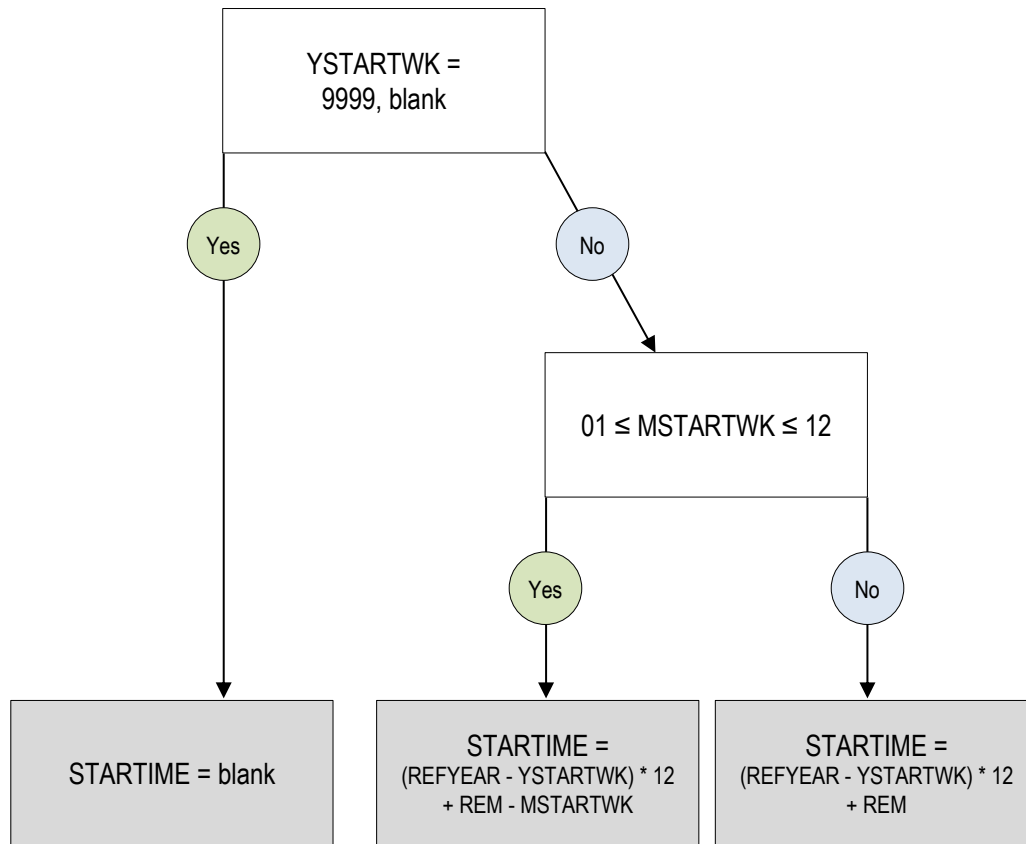 YSTARTWK =
9999, blank
Yes
No
01 ≤ MSTARTWK ≤ 12
Yes
No
STARTIME = blank
STARTIME =
(REFYEAR - YSTARTWK) * 12
+ REM - MSTARTWK
STARTIME =
(REFYEAR - YSTARTWK) * 12
+ REM